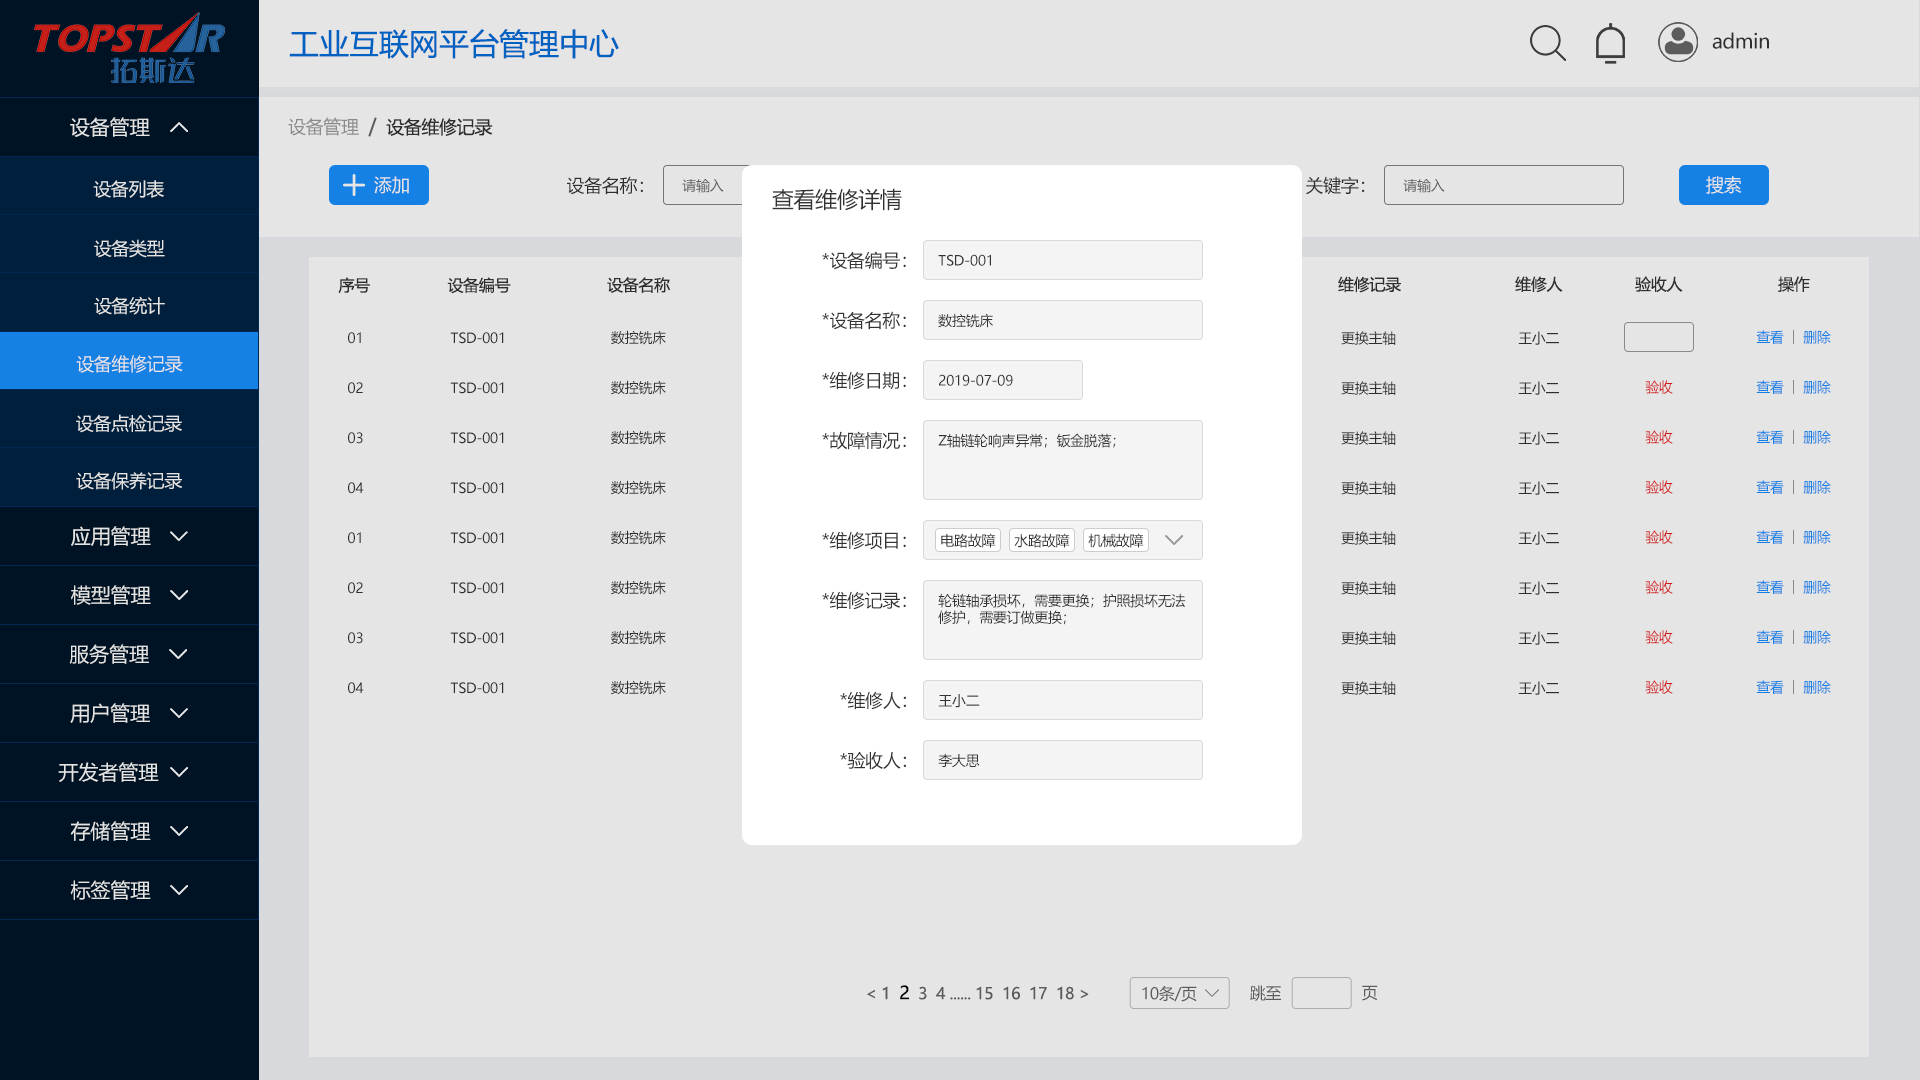 TOPSTAR
拓斯达
工业互联网平台管理中心
admin
设备管理
设备列表
设备类型
设备统计
设备维修记录
设备点检记录
设备保养记录
应用管理
模型管理
服务管理
用户管理
开发者管理
存储管理
标签管理
设备管理 / 设备维修记录
添加
设备名称： 请输入
关键字： 请输入
搜索
序号 设备编号 设备名称 维修记录 维修人 验收人 操作
01 TSD-001 数控铣床 更换主轴 王小二 查看 | 删除
02 TSD-001 数控铣床 更换主轴 王小二 验收 查看 | 删除
03 TSD-001 数控铣床 更换主轴 王小二 验收 查看 | 删除
04 TSD-001 数控铣床 更换主轴 王小二 验收 查看 | 删除
01 TSD-001 数控铣床 更换主轴 王小二 验收 查看 | 删除
02 TSD-001 数控铣床 更换主轴 王小二 验收 查看 | 删除
03 TSD-001 数控铣床 更换主轴 王小二 验收 查看 | 删除
04 TSD-001 数控铣床 更换主轴 王小二 验收 查看 | 删除
查看维修详情
*设备编号： TSD-001
*设备名称： 数控铣床
*维修日期： 2019-07-09
*故障情况： Z轴链轮响声异常；钣金脱落；
*维修项目： 电路故障 水路故障 机械故障
*维修记录： 轮链轴承损坏，需要更换；护照损坏无法
修护，需要订做更换；
*维修人： 王小二
*验收人： 李大思
< 1 2 3 4 ...... 15 16 17 18 > 10条/页 跳至 页